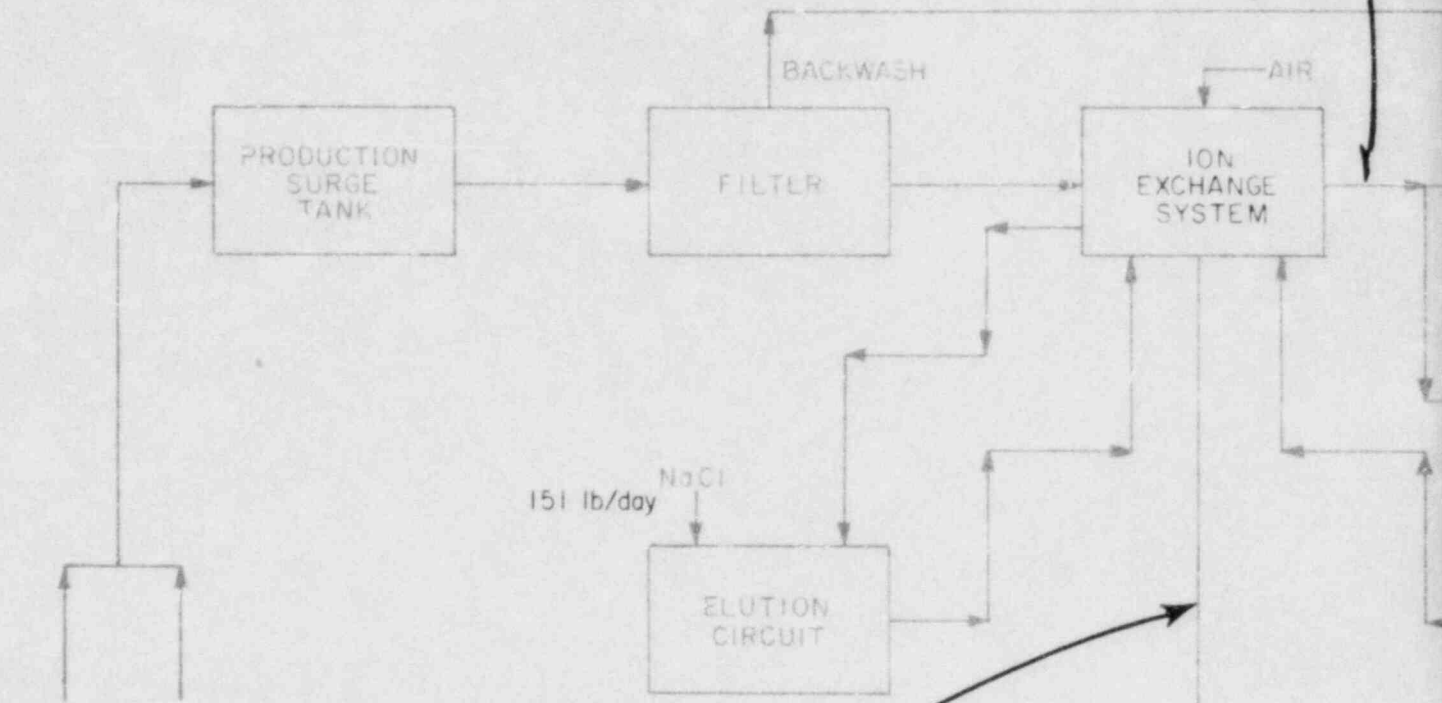 BACKWASH
AIR
PRODUCTION
SURGE
TANK
FILTER
ION
EXCHANGE
SYSTEM
NaCl
151 lb/day
ELUTION
CIRCUIT